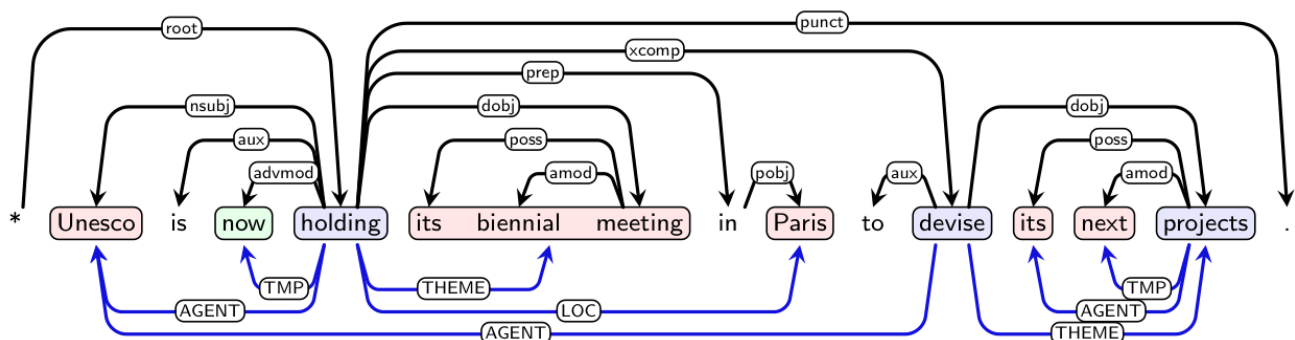 root
punct
xcomp
prep
nsubj
dobj
dobj
aux
poss
poss
advmod
amod
pobj
aux
amod
* Unesco is now holding its biennial meeting in Paris to devise its next projects .
TMP
THEME
TMP
AGENT
LOC
AGENT
AGENT
THEME